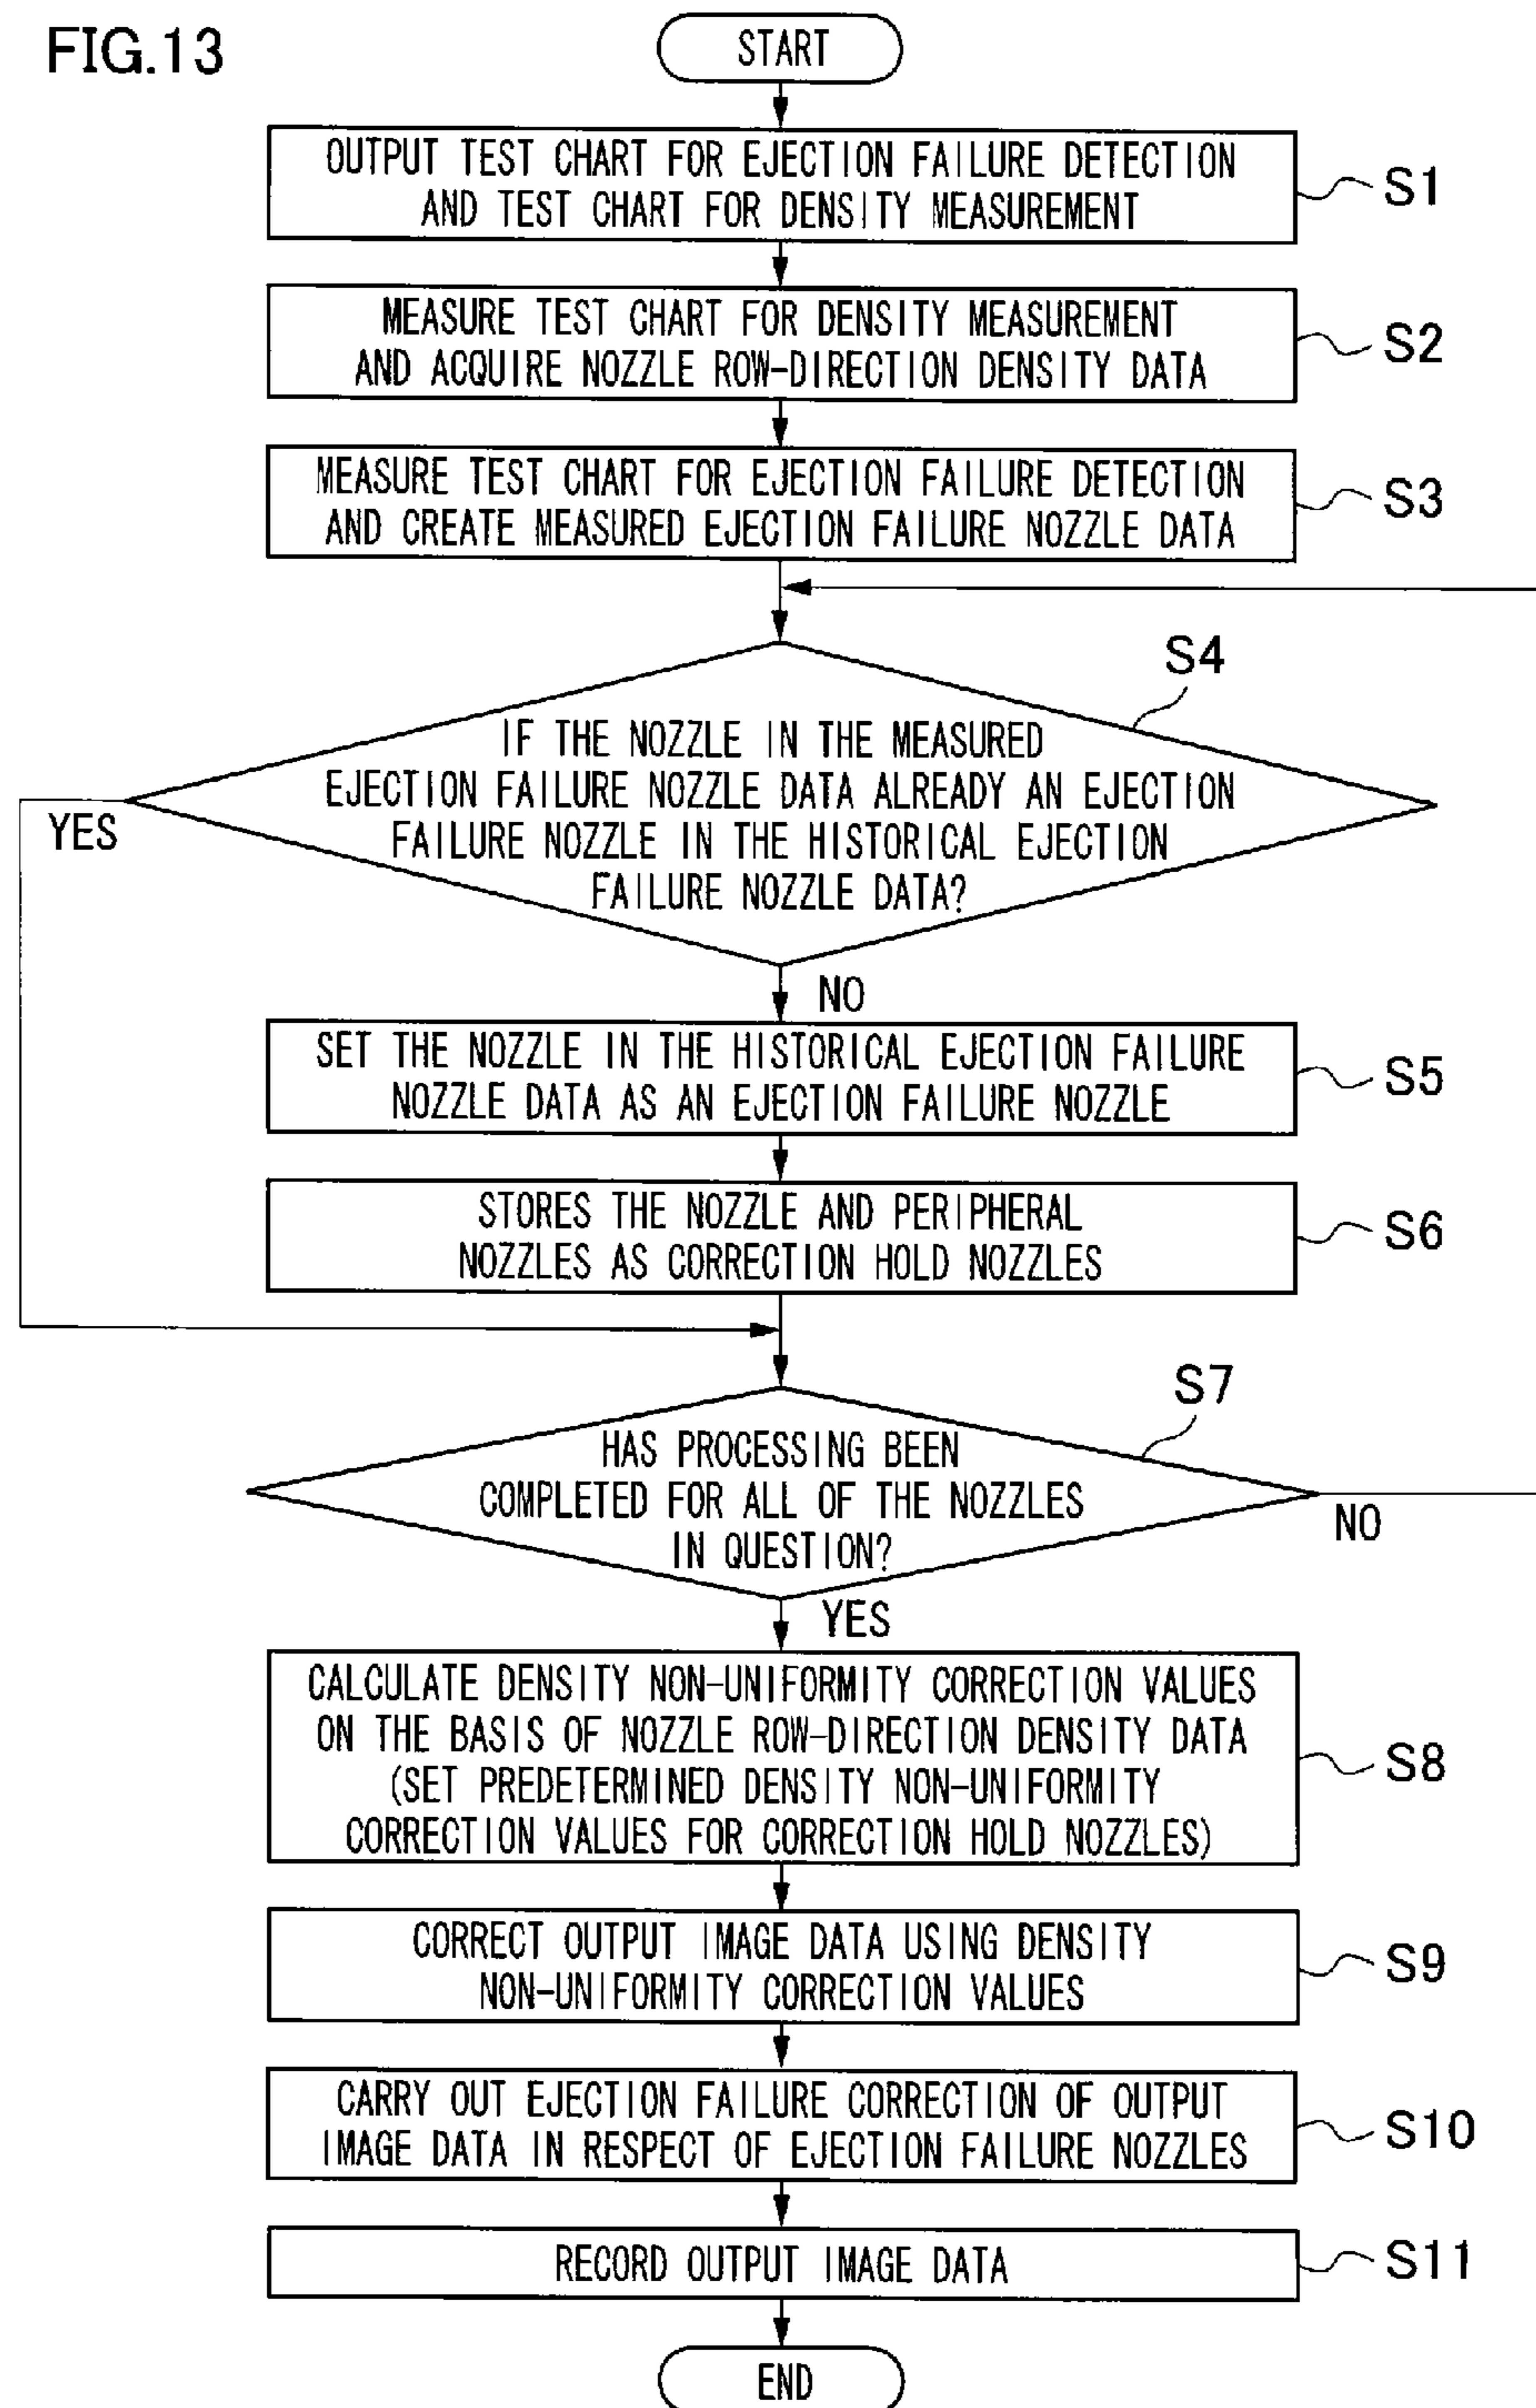 FIG.13
START
OUTPUT TEST CHART FOR EJECTION FAILURE DETECTION
AND TEST CHART FOR DENSITY MEASUREMENT
S1
MEASURE TEST CHART FOR DENSITY MEASUREMENT
AND ACQUIRE NOZZLE ROW-DIRECTION DENSITY DATA
S2
MEASURE TEST CHART FOR EJECTION FAILURE DETECTION
AND CREATE MEASURED EJECTION FAILURE NOZZLE DATA
S3
S4
IF THE NOZZLE IN THE MEASURED
EJECTION FAILURE NOZZLE DATA ALREADY AN EJECTION
FAILURE NOZZLE IN THE HISTORICAL EJECTION
FAILURE NOZZLE DATA?
YES
NO
SET THE NOZZLE IN THE HISTORICAL EJECTION FAILURE
NOZZLE DATA AS AN EJECTION FAILURE NOZZLE
S5
STORES THE NOZZLE AND PERIPHERAL
NOZZLES AS CORRECTION HOLD NOZZLES
S6
S7
HAS PROCESSING BEEN
COMPLETED FOR ALL OF THE NOZZLES
IN QUESTION?
NO
YES
CALCULATE DENSITY NON-UNIFORMITY CORRECTION VALUES
ON THE BASIS OF NOZZLE ROW-DIRECTION DENSITY DATA
(SET PREDETERMINED DENSITY NON-UNIFORMITY
CORRECTION VALUES FOR CORRECTION HOLD NOZZLES)
S8
CORRECT OUTPUT IMAGE DATA USING DENSITY
NON-UNIFORMITY CORRECTION VALUES
S9
CARRY OUT EJECTION FAILURE CORRECTION OF OUTPUT
IMAGE DATA IN RESPECT OF EJECTION FAILURE NOZZLES
S10
RECORD OUTPUT IMAGE DATA
S11
END